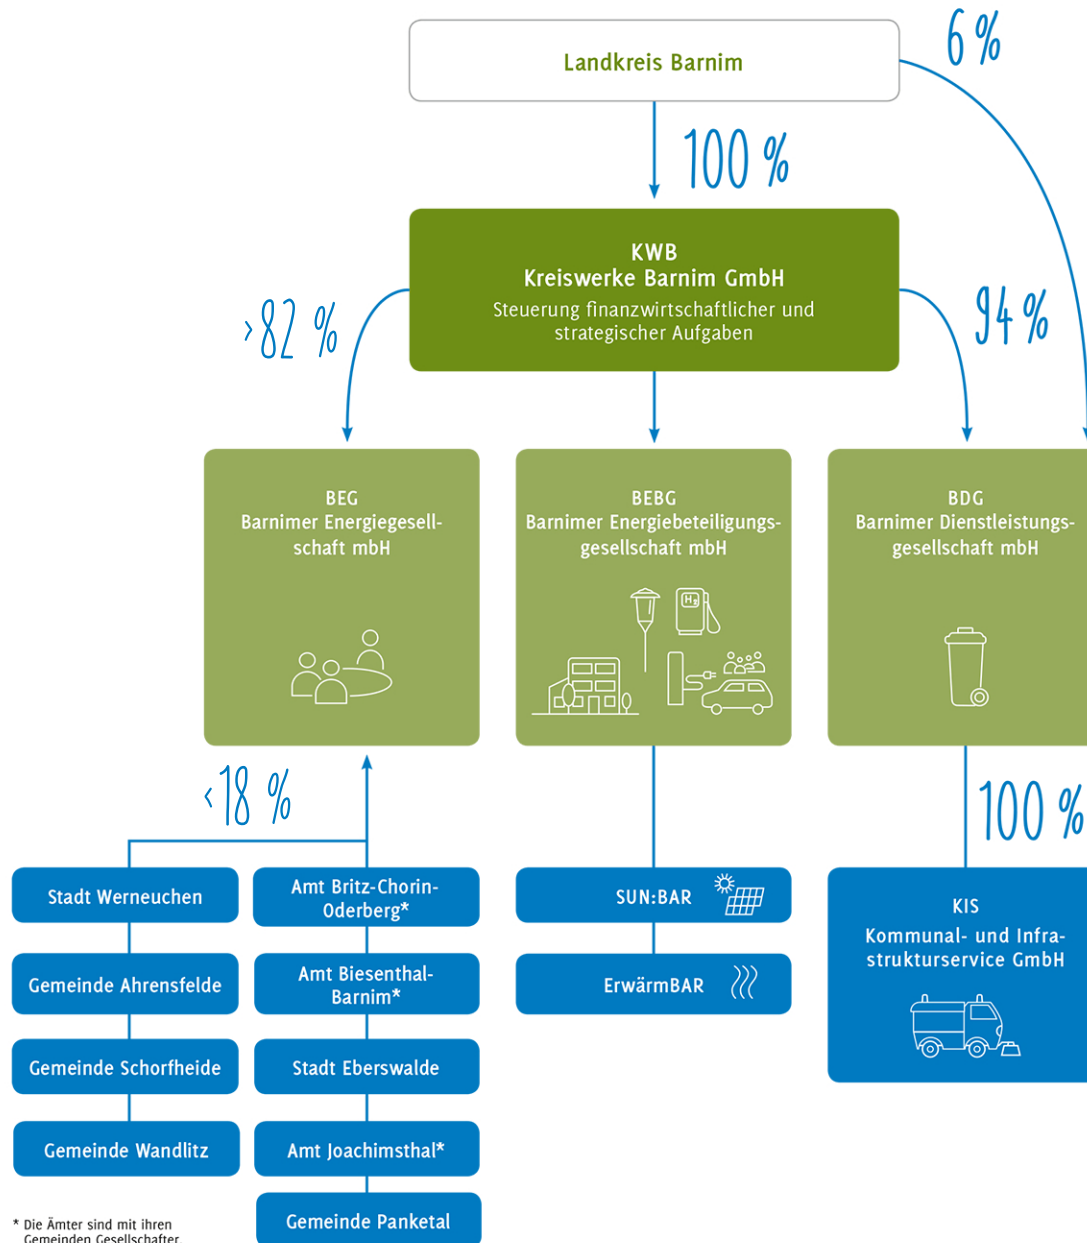 Landkreis Barnim
6 %
100 %
KWB
Kreiswerke Barnim GmbH
Steuerung finanzwirtschaftlicher und
strategischer Aufgaben
>82 %
94 %
BEG
Barnimer Energiegesell-
schaft mbH
BEBG
Barnimer Energiebeteiligungs-
gesellschaft mbH
H2
BDG
Barnimer Dienstleistungs-
gesellschaft mbH
<18 %
100 %
Stadt Werneuchen
Gemeinde Ahrensfelde
Gemeinde Schorfheide
Gemeinde Wandlitz
Amt Britz-Chorin-
Oderberg*
Amt Biesenthal-
Barnim*
Stadt Eberswalde
Amt Joachimsthal*
Gemeinde Panketal
SUN:BAR
ErwärmBAR
KIS
Kommunal- und Infra-
strukturservice GmbH
* Die Ämter sind mit ihren
Gemeinden Gesellschafter.